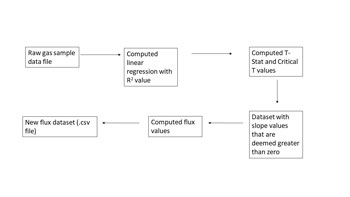 Raw gas sample
data file
Computed
linear
regression with
R² value
Computed T-
Stat and Critical
T values
Dataset with
slope values
that are
deemed greater
than zero
Computed flux
values
New flux dataset (.csv
file)